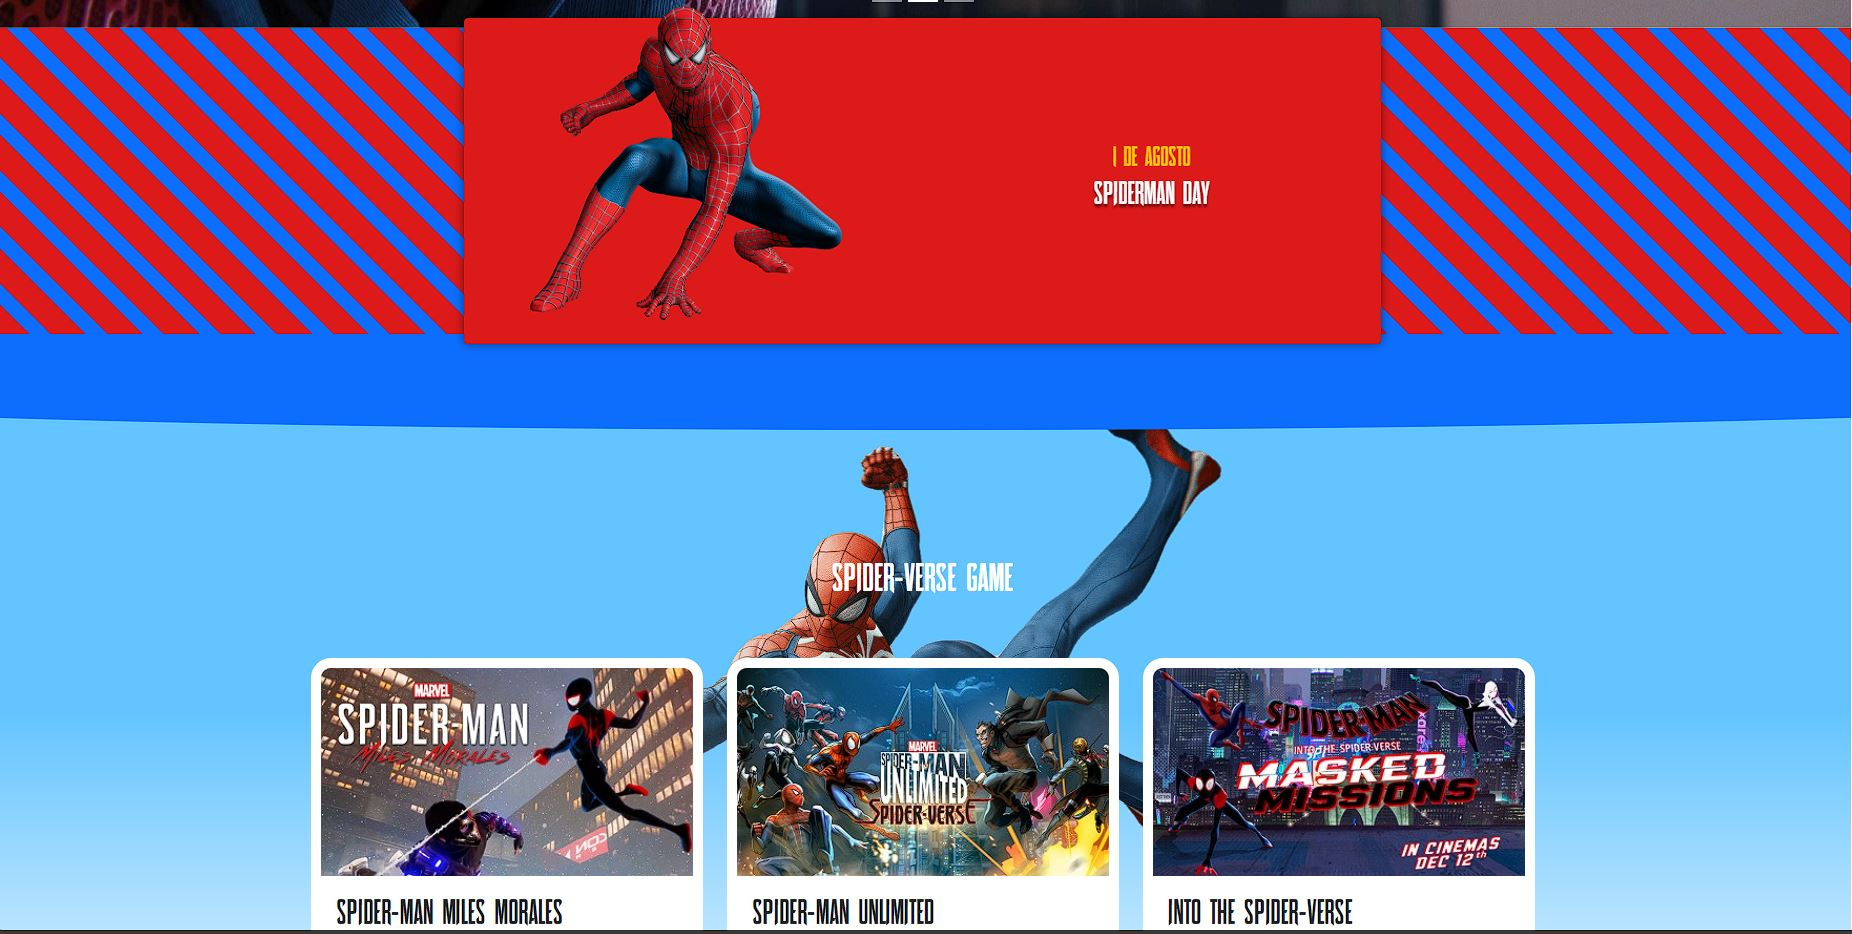 1 DE AGOSTO
SPIDERMAN DAY
SPIDER-VERSE GAME
MARVEL
SPIDER-MAN
MILES MORALES
MARVEL
SPIDER-MAN
UNLIMITED
SPIDER-VERSE
SPIDER-MAN
INTO THE SPIDER-VERSE
MASKED
MISSIONS
IN CINEMAS
DEC 12th
SPIDER-MAN MILES MORALES
SPIDER-MAN UNLIMITED
INTO THE SPIDER-VERSE